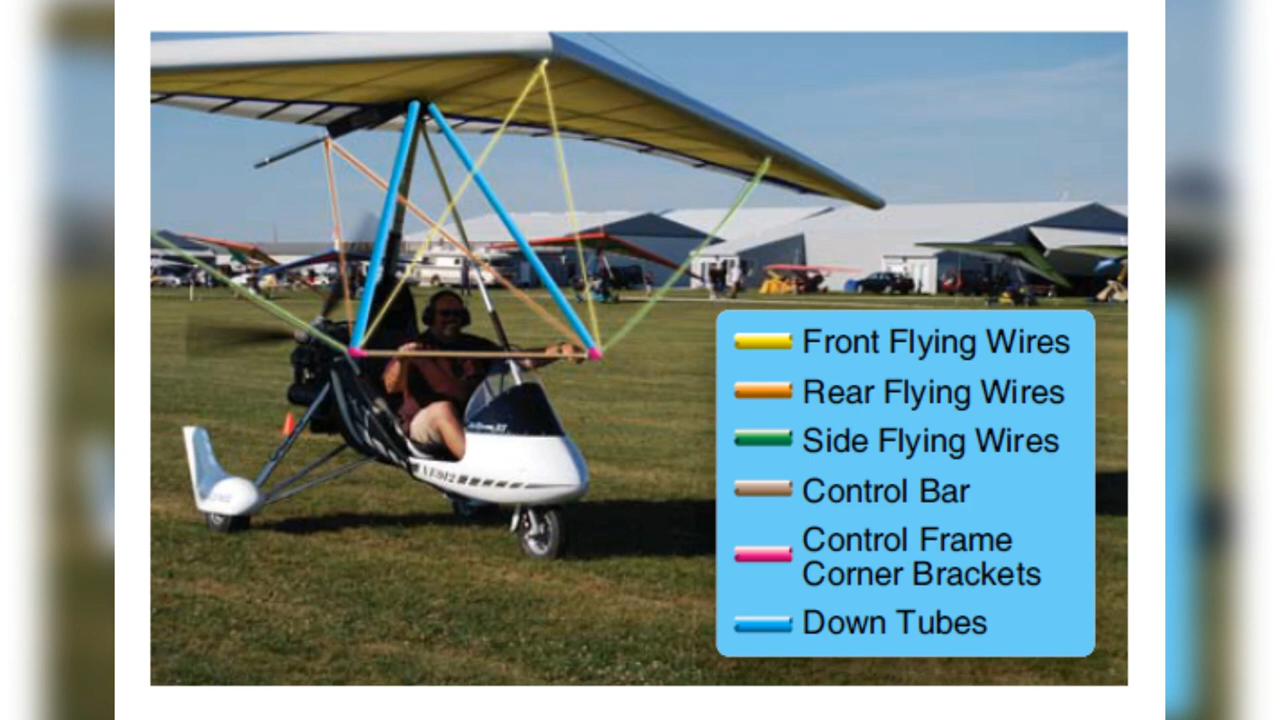 Front Flying Wires
Rear Flying Wires
Side Flying Wires
Control Bar
Control Frame
Corner Brackets
Down Tubes